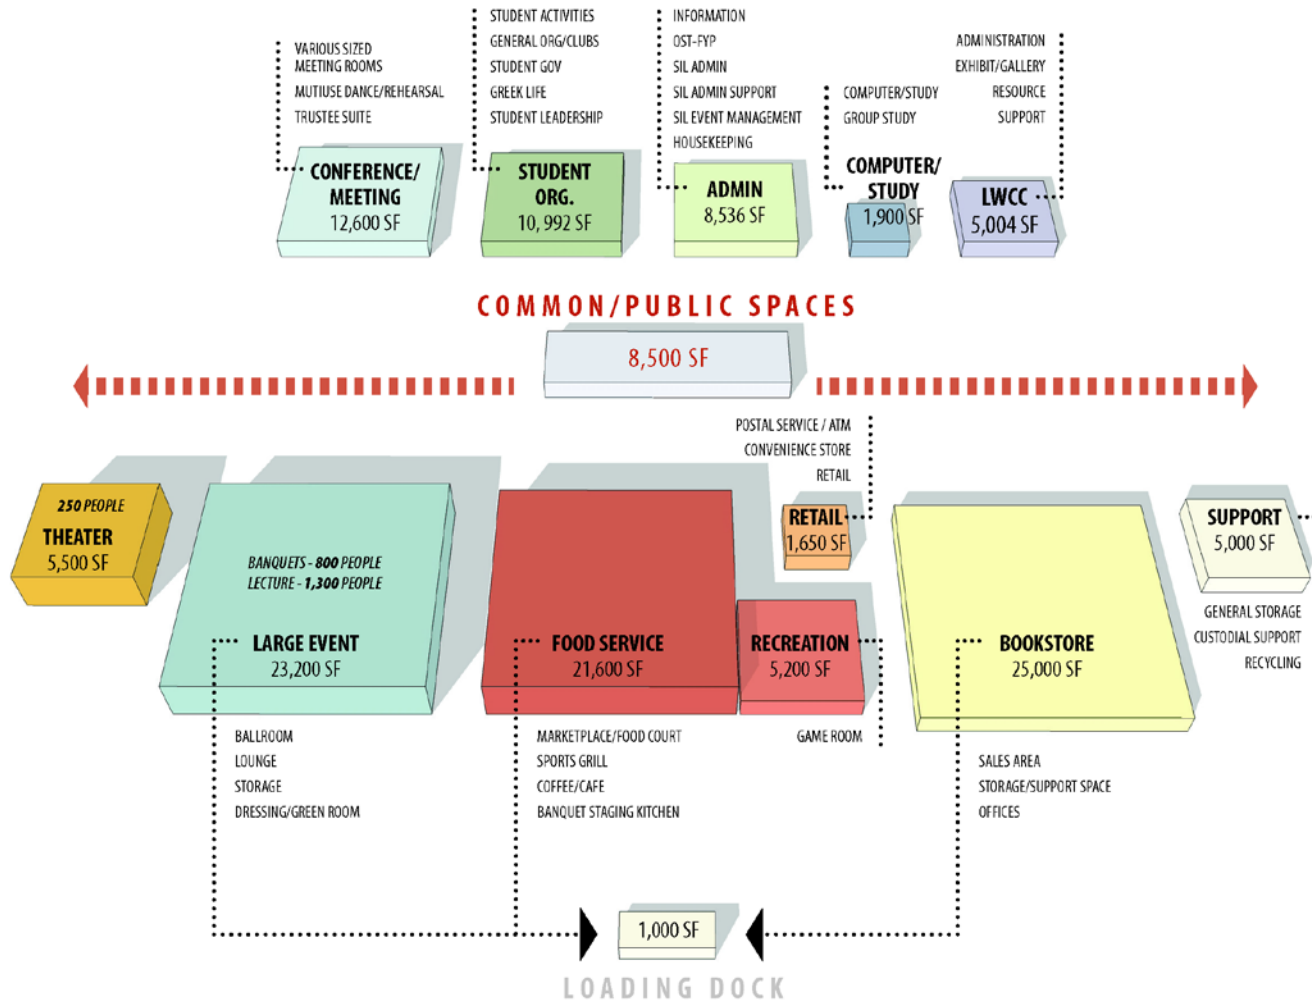 VARIOUS SIZED
MEETING ROOMS
MUTIUSE DANCE/REHEARSAL
TRUSTEE SUITE
CONFERENCE/
MEETING
12,600 SF
STUDENT ACTIVITIES
GENERAL ORG/CLUBS
STUDENT GOV
GREEK LIFE
STUDENT LEADERSHIP
STUDENT
ORG.
10, 992 SF
INFORMATION
OST-FYP
SIL ADMIN
SIL ADMIN SUPPORT
SIL EVENT MANAGEMENT
HOUSEKEEPING
ADMIN
8,536 SF
COMPUTER/STUDY
GROUP STUDY
COMPUTER/
STUDY
1,900 SF
ADMINISTRATION
EXHIBIT/GALLERY
RESOURCE
SUPPORT
LWCC
5,004 SF
COMMON/PUBLIC SPACES
8,500 SF
250 PEOPLE
THEATER
5,500 SF
BANQUETS - 800 PEOPLE
LECTURE - 1,300 PEOPLE
LARGE EVENT
23,200 SF
BALLROOM
LOUNGE
STORAGE
DRESSING/GREEN ROOM
FOOD SERVICE
21,600 SF
MARKETPLACE/FOOD COURT
SPORTS GRILL
COFFEE/CAFE
BANQUET STAGING KITCHEN
POSTAL SERVICE / ATM
CONVENIENCE STORE
RETAIL
RETAIL
1,650 SF
RECREATION
5,200 SF
GAME ROOM
BOOKSTORE
25,000 SF
SALES AREA
STORAGE/SUPPORT SPACE
OFFICES
SUPPORT
5,000 SF
GENERAL STORAGE
CUSTODIAL SUPPORT
RECYCLING
1,000 SF
LOADING DOCK